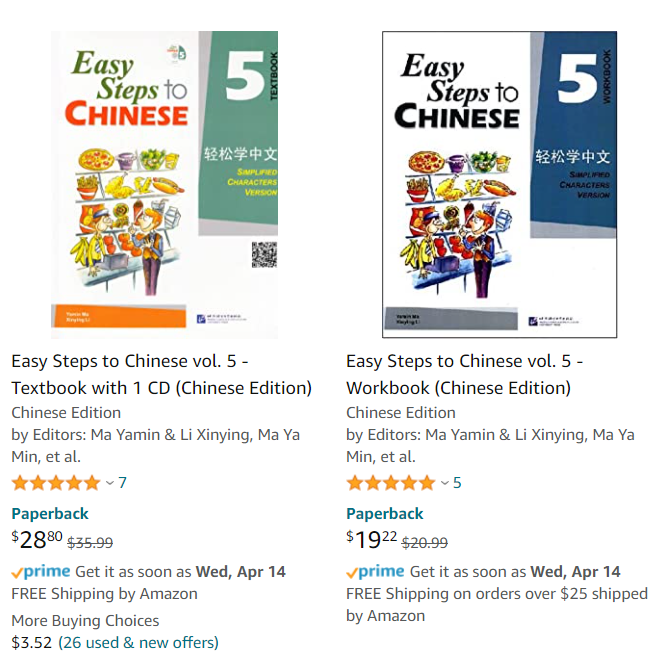 Easy
Steps to
CHINESE
5
TEXTBOOK
轻松学中文
SIMPLIFIED
CHARACTERS
VERSION
Yamin Ma
Xinying Li
Easy
Steps to
CHINESE
5
WORKBOOK
轻松学中文
SIMPLIFIED
CHARACTERS
VERSION
Yamin Ma
Xinying Li
Easy Steps to Chinese vol. 5 -
Textbook with 1 CD (Chinese Edition)
Chinese Edition
by Editors: Ma Yamin & Li Xinying, Ma Ya
Min, et al.
7
Paperback
$2880 $35.99
prime Get it as soon as Wed, Apr 14
FREE Shipping by Amazon
More Buying Choices
$3.52 (26 used & new offers)
Easy Steps to Chinese vol. 5 -
Workbook (Chinese Edition)
Chinese Edition
by Editors: Ma Yamin & Li Xinying, Ma Ya
Min, et al.
5
Paperback
$1922 $20.99
prime Get it as soon as Wed, Apr 14
FREE Shipping on orders over $25 shipped
by Amazon